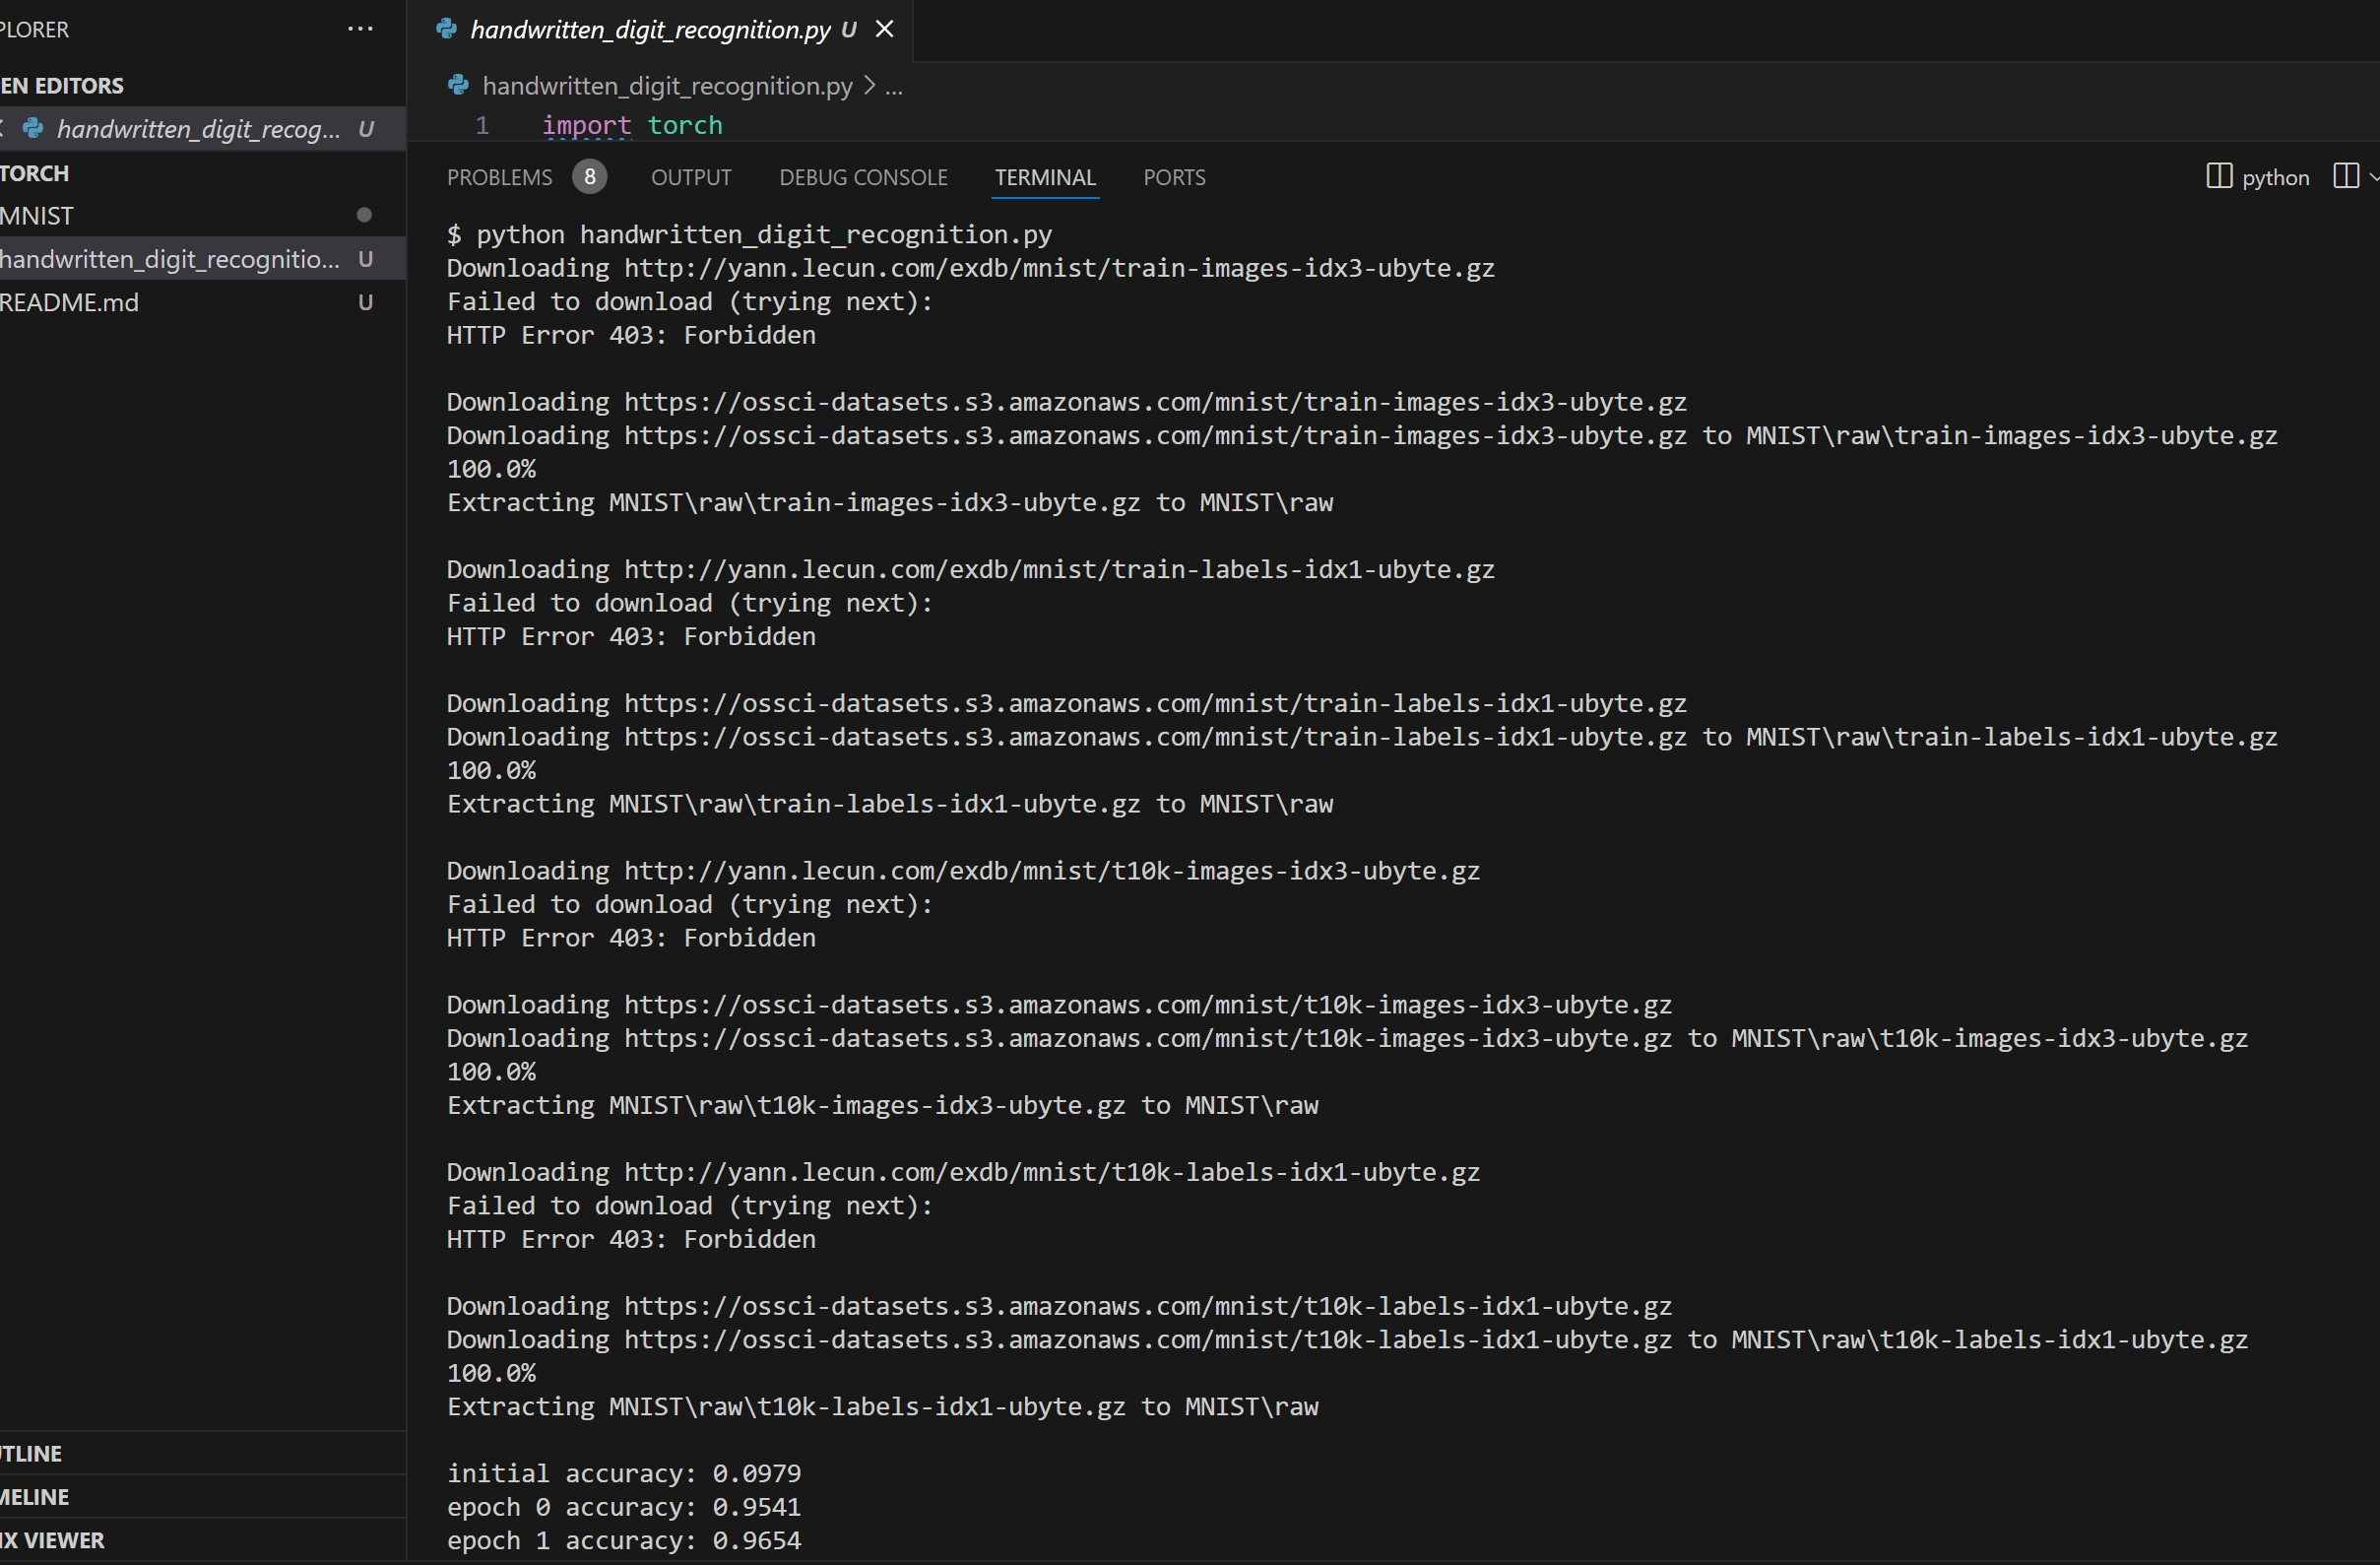 PLORER ...
EN EDITORS
handwritten_digit_recog... U
TORCH
MNIST
handwritten_digit_recognitio... U
README.md U
UTLINE
MELINE
IX VIEWER
handwritten_digit_recognition.py U
handwritten_digit_recognition.py > ...
1 import torch
PROBLEMS 8 OUTPUT DEBUG CONSOLE TERMINAL PORTS python
$ python handwritten_digit_recognition.py
Downloading http://yann.lecun.com/exdb/mnist/train-images-idx3-ubyte.gz
Failed to download (trying next):
HTTP Error 403: Forbidden
Downloading https://ossci-datasets.s3.amazonaws.com/mnist/train-images-idx3-ubyte.gz
Downloading https://ossci-datasets.s3.amazonaws.com/mnist/train-images-idx3-ubyte.gz to MNIST\raw\train-images-idx3-ubyte.gz
100.0%
Extracting MNIST\raw\train-images-idx3-ubyte.gz to MNIST\raw
Downloading http://yann.lecun.com/exdb/mnist/train-labels-idx1-ubyte.gz
Failed to download (trying next):
HTTP Error 403: Forbidden
Downloading https://ossci-datasets.s3.amazonaws.com/mnist/train-labels-idx1-ubyte.gz
Downloading https://ossci-datasets.s3.amazonaws.com/mnist/train-labels-idx1-ubyte.gz to MNIST\raw\train-labels-idx1-ubyte.gz
100.0%
Extracting MNIST\raw\train-labels-idx1-ubyte.gz to MNIST\raw
Downloading http://yann.lecun.com/exdb/mnist/t10k-images-idx3-ubyte.gz
Failed to download (trying next):
HTTP Error 403: Forbidden
Downloading https://ossci-datasets.s3.amazonaws.com/mnist/t10k-images-idx3-ubyte.gz
Downloading https://ossci-datasets.s3.amazonaws.com/mnist/t10k-images-idx3-ubyte.gz to MNIST\raw\t10k-images-idx3-ubyte.gz
100.0%
Extracting MNIST\raw\t10k-images-idx3-ubyte.gz to MNIST\raw
Downloading http://yann.lecun.com/exdb/mnist/t10k-labels-idx1-ubyte.gz
Failed to download (trying next):
HTTP Error 403: Forbidden
Downloading https://ossci-datasets.s3.amazonaws.com/mnist/t10k-labels-idx1-ubyte.gz
Downloading https://ossci-datasets.s3.amazonaws.com/mnist/t10k-labels-idx1-ubyte.gz to MNIST\raw\t10k-labels-idx1-ubyte.gz
100.0%
Extracting MNIST\raw\t10k-labels-idx1-ubyte.gz to MNIST\raw
initial accuracy: 0.0979
epoch 0 accuracy: 0.9541
epoch 1 accuracy: 0.9654